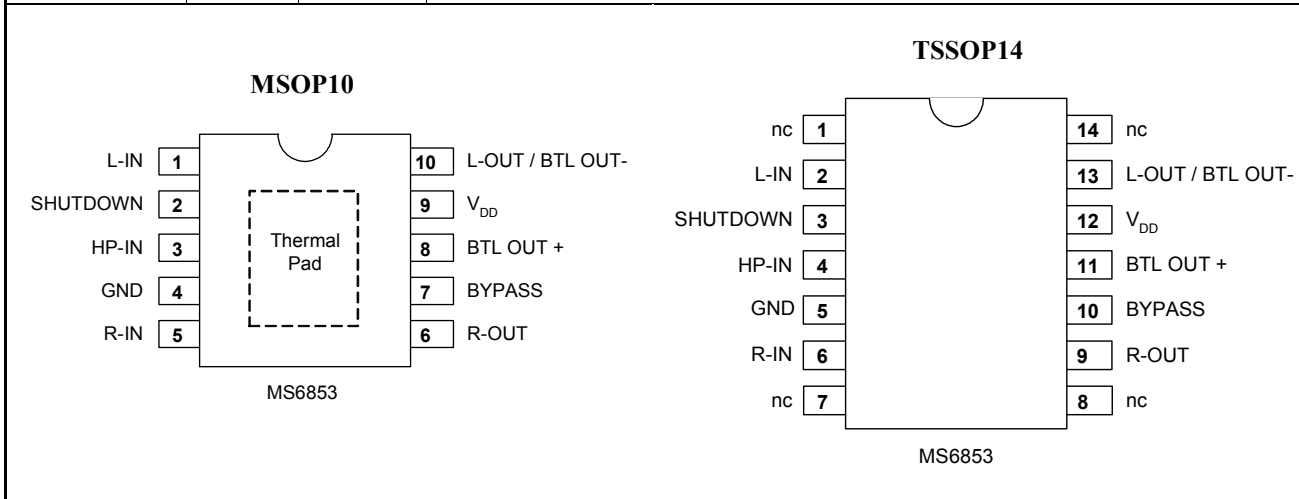 MSOP10
L-IN 1
SHUTDOWN 2
HP-IN 3
GND 4
R-IN 5
Thermal
Pad
10 L-OUT / BTL OUT-
9 VDD
8 BTL OUT +
7 BYPASS
6 R-OUT
MS6853
TSSOP14
nc 1
L-IN 2
SHUTDOWN 3
HP-IN 4
GND 5
R-IN 6
nc 7
14 nc
13 L-OUT / BTL OUT-
12 VDD
11 BTL OUT +
10 BYPASS
9 R-OUT
8 nc
MS6853